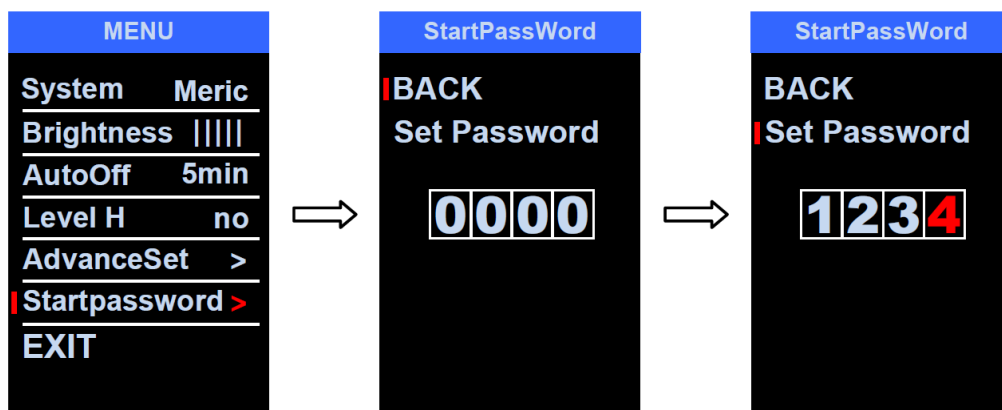 MENU
System Meric
Brightness |||||
AutoOff 5min
Level H no
AdvanceSet >
Startpassword >
EXIT
StartPassWord
BACK
Set Password
0000
StartPassWord
BACK
Set Password
1234